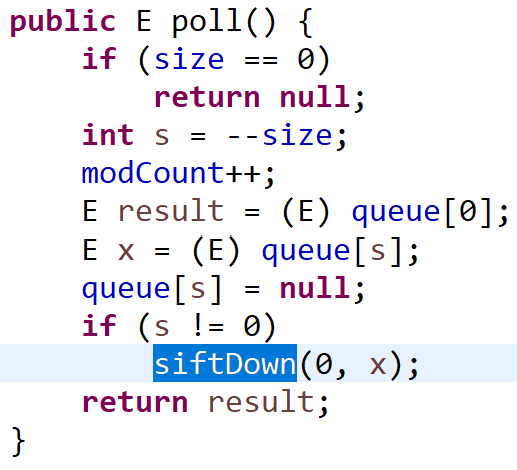 public E poll() {
    if (size == 0)
        return null;
    int s = --size;
    modCount++;
    E result = (E) queue[0];
    E x = (E) queue[s];
    queue[s] = null;
    if (s != 0)
        siftDown(0, x);
    return result;
}